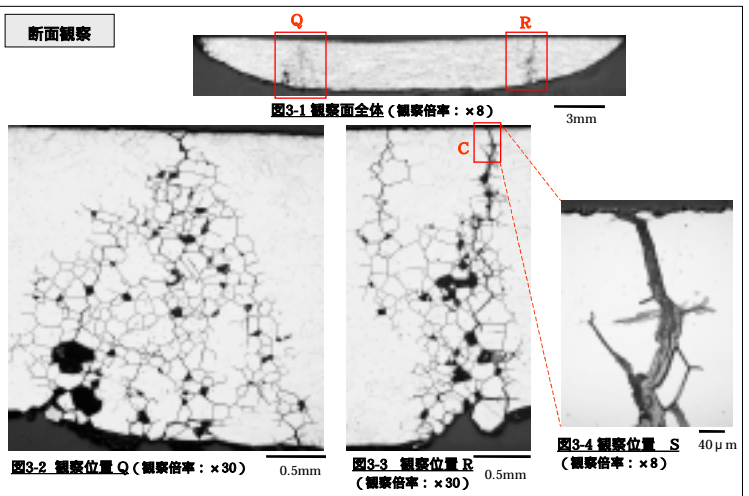 断面観察
Q
R
図3-1 観察面全体（観察倍率：×8）
3mm
C
図3-2 観察位置 Q（観察倍率：×30）
0.5mm
図3-3 観察位置 R
（観察倍率：×30）
0.5mm
図3-4 観察位置 S
（観察倍率：×8）
40μm